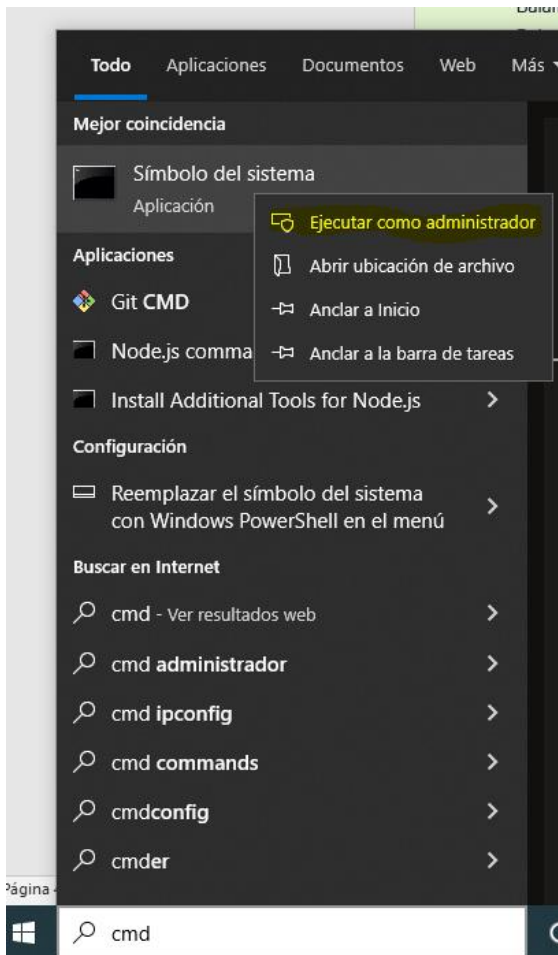 Todo Aplicaciones Documentos Web Más
Mejor coincidencia
Símbolo del sistema
Aplicación
Ejecutar como administrador
Abrir ubicación de archivo
Anclar a Inicio
Anclar a la barra de tareas
Aplicaciones
Git CMD
Node.js comma
Install Additional Tools for Node.js
Configuración
Reemplazar el símbolo del sistema
con Windows PowerShell en el menú
Buscar en Internet
cmd - Ver resultados web
cmd administrador
cmd ipconfig
cmd commands
cmdconfig
cmder
Página
cmd